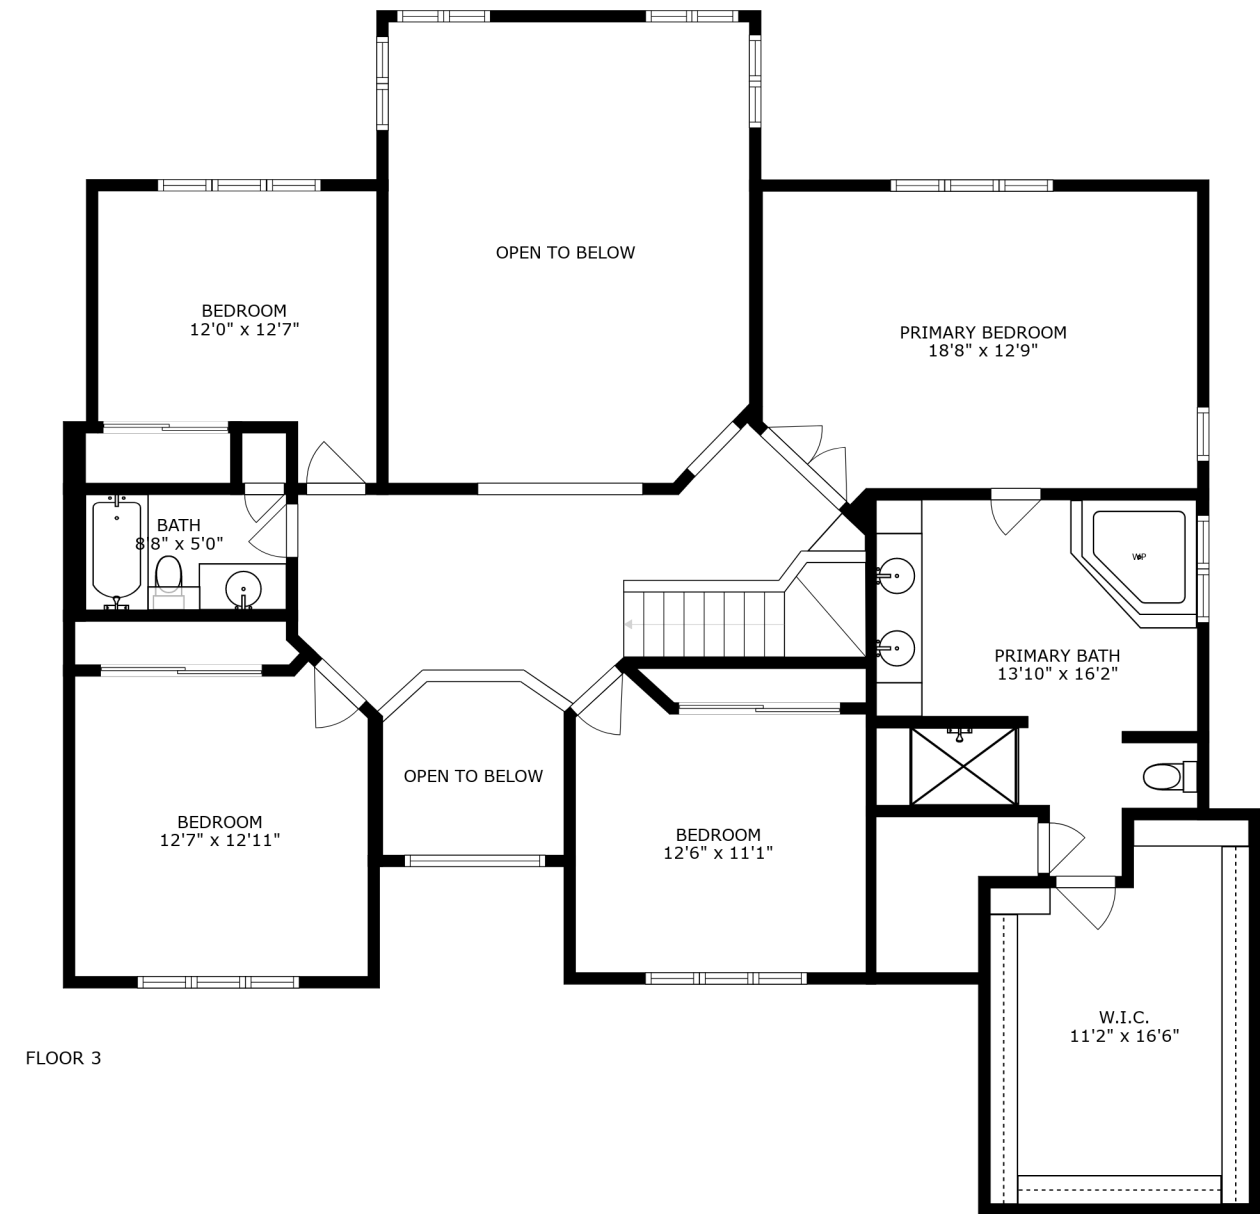 OPEN TO BELOW
BEDROOM
12'0" x 12'7"
PRIMARY BEDROOM
18'8" x 12'9"
BATH
8'8" x 5'0"
WP
PRIMARY BATH
13'10" x 16'2"
OPEN TO BELOW
BEDROOM
12'7" x 12'11"
BEDROOM
12'6" x 11'1"
W.I.C.
11'2" x 16'6"
FLOOR 3